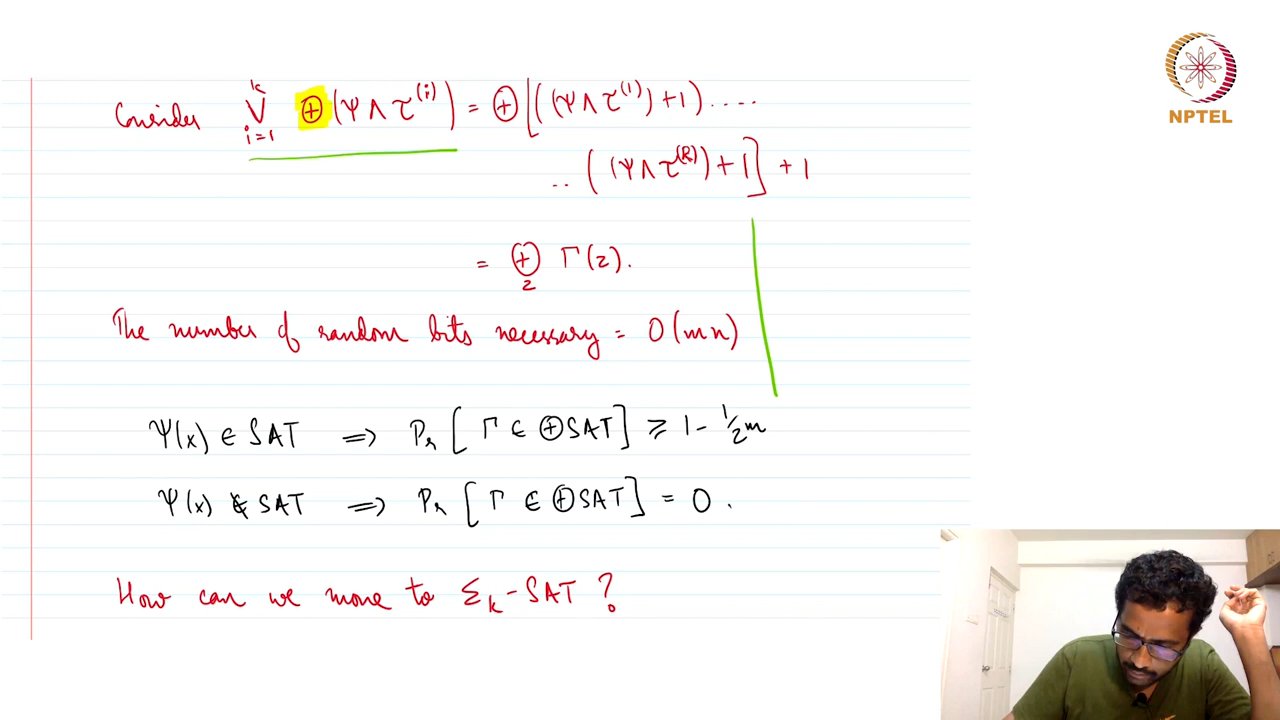 Consider k ∨ i=1 ⊕ (Ψ ∧ τ^(i)) = ⊕ [ ((Ψ ∧ τ^(1)) + 1) ....
.. ((Ψ ∧ τ^(k)) + 1 ] + 1
= ⊕_z Γ(z).
The number of random bits necessary = O(mn)
Ψ(x) ∈ SAT ⟹ Pr [ Γ ∈ ⊕SAT ] ≥ 1 - 1/2^m
Ψ(x) ∉ SAT ⟹ Pr [ Γ ∈ ⊕SAT ] = 0 .
How can we move to Σ_k - SAT ?
NPTEL